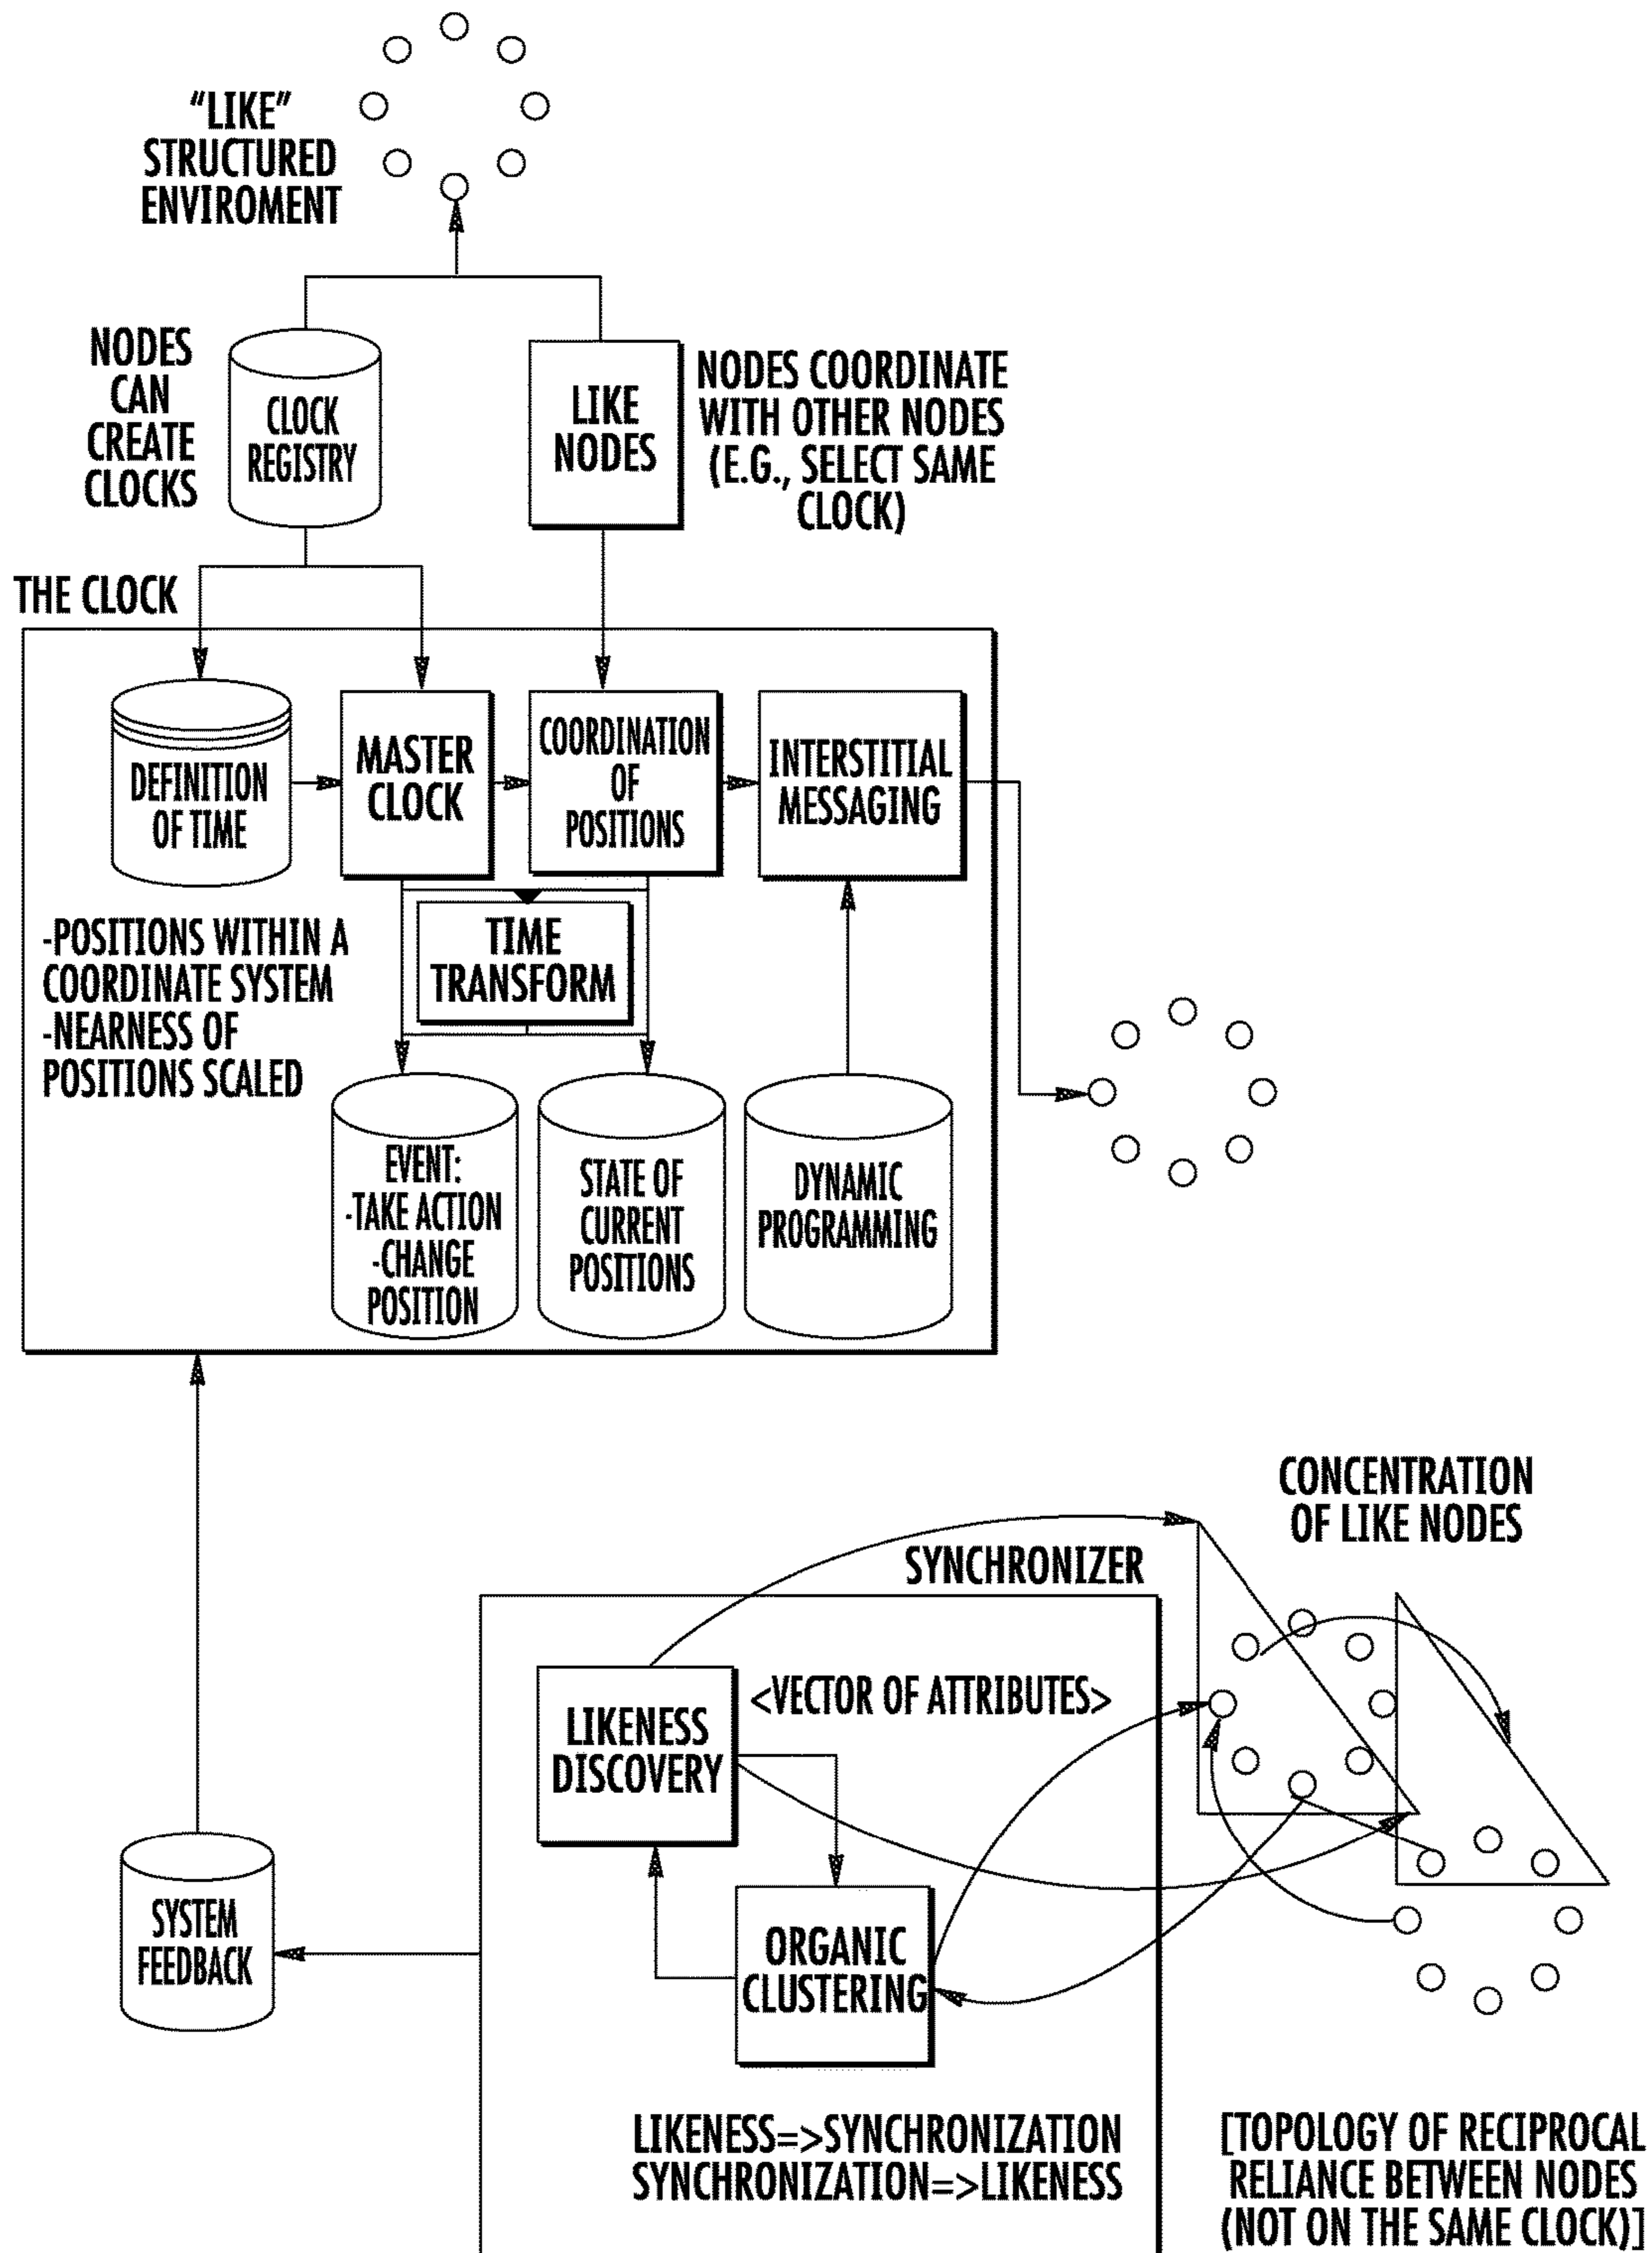 “LIKE”
STRUCTURED
ENVIROMENT
NODES
CAN
CREATE
CLOCKS
CLOCK
REGISTRY
LIKE
NODES
NODES COORDINATE
WITH OTHER NODES
(E.G., SELECT SAME
CLOCK)
THE CLOCK
DEFINITION
OF TIME
MASTER
CLOCK
COORDINATION
OF
POSITIONS
INTERSTITIAL
MESSAGING
-POSITIONS WITHIN A
COORDINATE SYSTEM
-NEARNESS OF
POSITIONS SCALED
TIME
TRANSFORM
EVENT:
-TAKE ACTION
-CHANGE
POSITION
STATE OF
CURRENT
POSITIONS
DYNAMIC
PROGRAMMING
CONCENTRATION
OF LIKE NODES
SYNCHRONIZER
LIKENESS
DISCOVERY
<VECTOR OF ATTRIBUTES>
SYSTEM
FEEDBACK
ORGANIC
CLUSTERING
LIKENESS=>SYNCHRONIZATION
SYNCHRONIZATION=>LIKENESS
[TOPOLOGY OF RECIPROCAL
RELIANCE BETWEEN NODES
(NOT ON THE SAME CLOCK)]